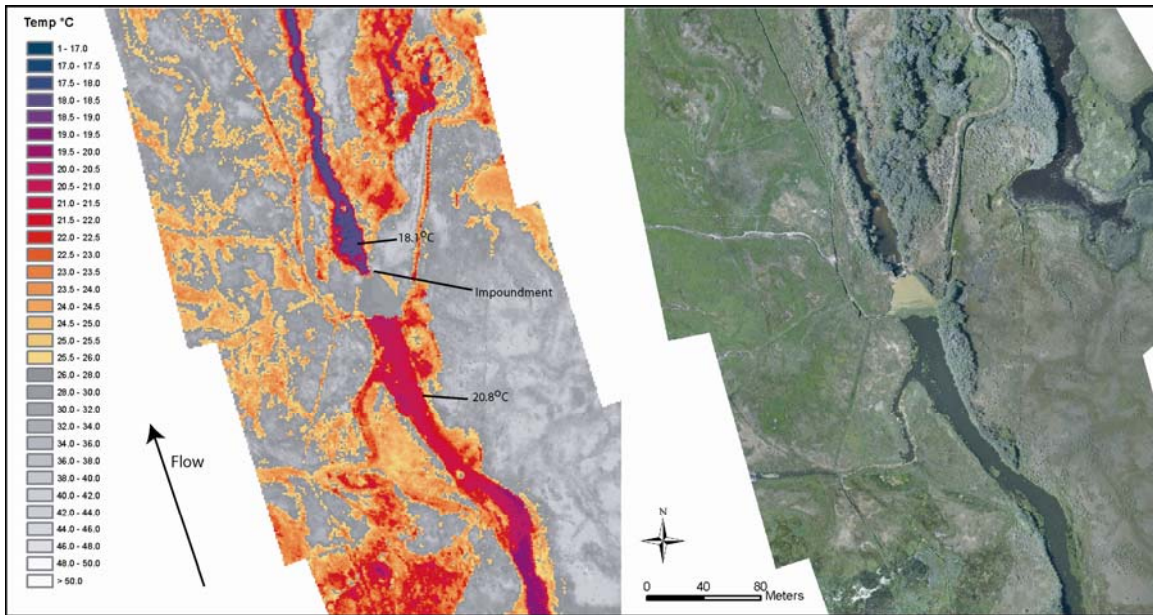 Temp °C
1 - 17.0
17.0 - 17.5
17.5 - 18.0
18.0 - 18.5
18.5 - 19.0
19.0 - 19.5
19.5 - 20.0
20.0 - 20.5
20.5 - 21.0
21.0 - 21.5
21.5 - 22.0
22.0 - 22.5
22.5 - 23.0
23.0 - 23.5
23.5 - 24.0
24.0 - 24.5
24.5 - 25.0
25.0 - 25.5
25.5 - 26.0
26.0 - 28.0
28.0 - 30.0
30.0 - 32.0
32.0 - 34.0
34.0 - 36.0
36.0 - 38.0
38.0 - 40.0
40.0 - 42.0
42.0 - 44.0
44.0 - 46.0
46.0 - 48.0
48.0 - 50.0
> 50.0
18.1°C
Impoundment
20.8°C
Flow
N
0 40 80
Meters